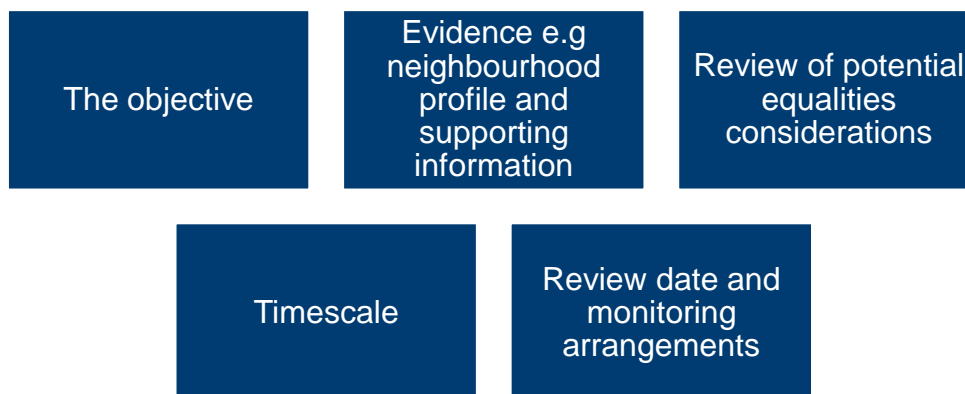 The objective
Evidence e.g
neighbourhood
profile and
supporting
information
Review of potential
equalities
considerations
Timescale
Review date and
monitoring
arrangements